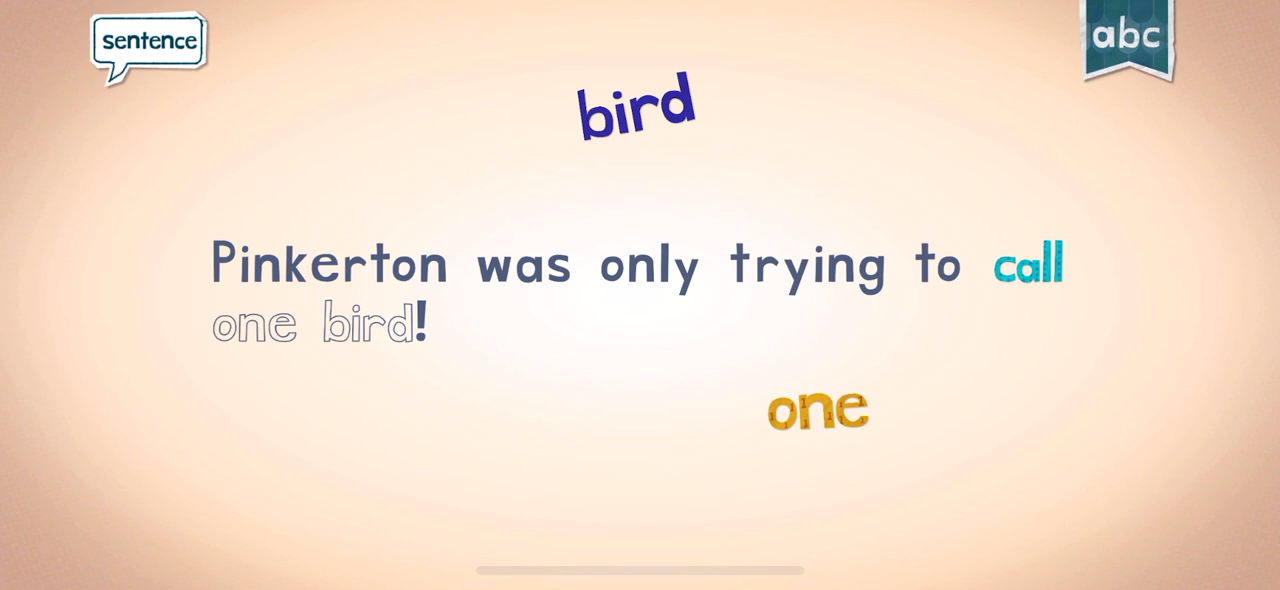 sentence
abc
bird
Pinkerton was only trying to call
one bird!
one